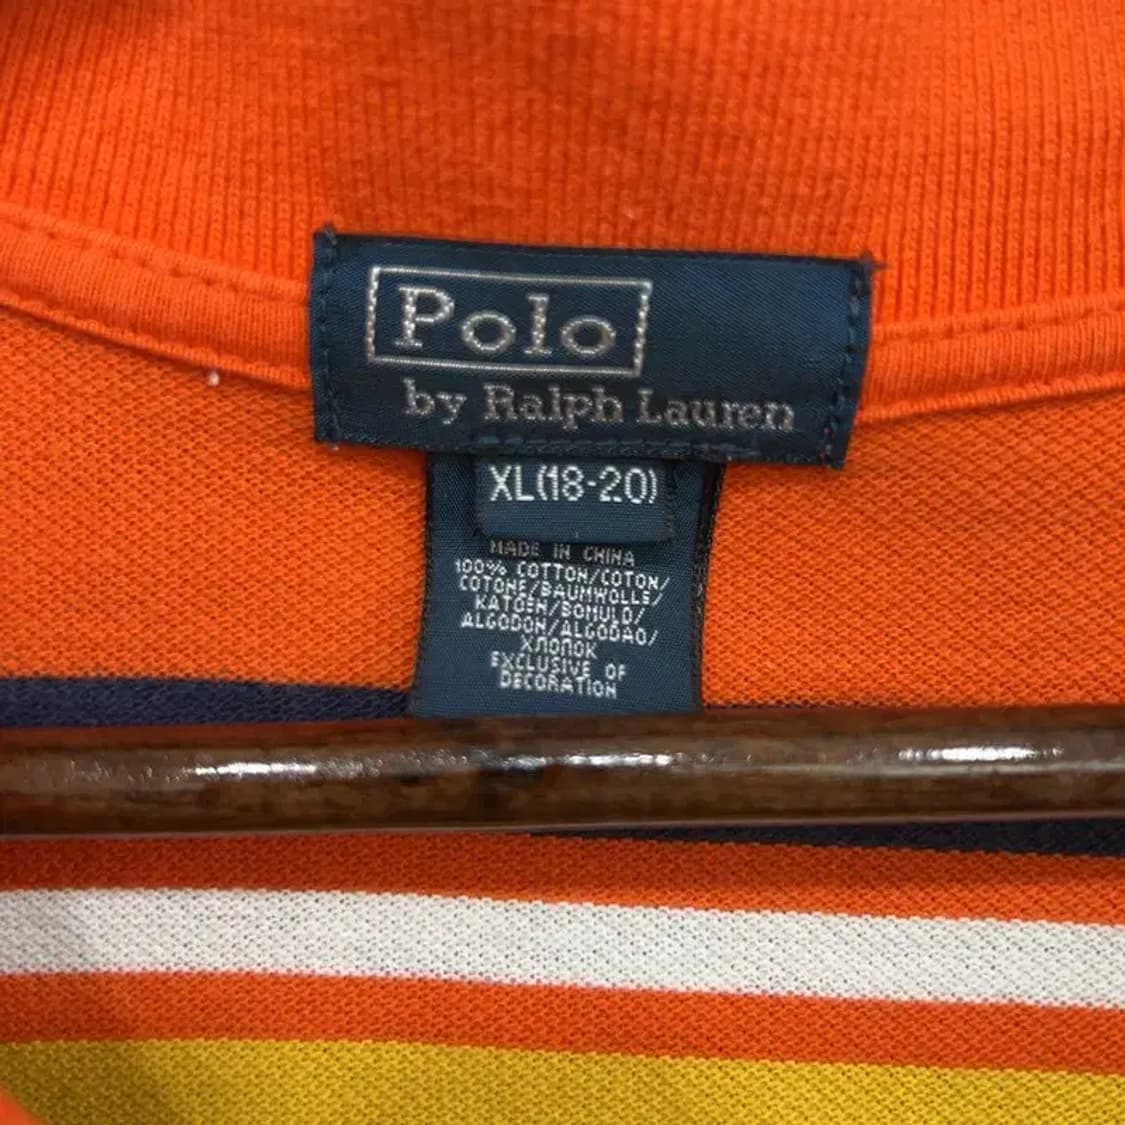 Polo
by Ralph Lauren
XL(18-20)
MADE IN CHINA
100% COTTON/COTON/
COTONE/BAUMWOLLE/
KATOEN/BOMULD/
ALGODON/ALGODAO/
ХЛОПОК
EXCLUSIVE OF
DECORATION